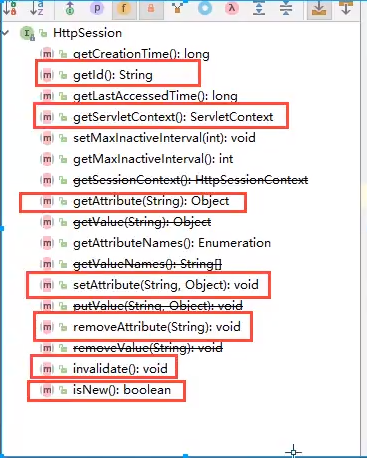 HttpSession
getCreationTime(): long
getId(): String
getLastAccessedTime(): long
getServletContext(): ServletContext
setMaxInactiveInterval(int): void
getMaxInactiveInterval(): int
getSessionContext(): HttpSessionContext
getAttribute(String): Object
getValue(String): Object
getAttributeNames(): Enumeration
getValueNames(): String[]
setAttribute(String, Object): void
putValue(String, Object): void
removeAttribute(String): void
removeValue(String): void
invalidate(): void
isNew(): boolean